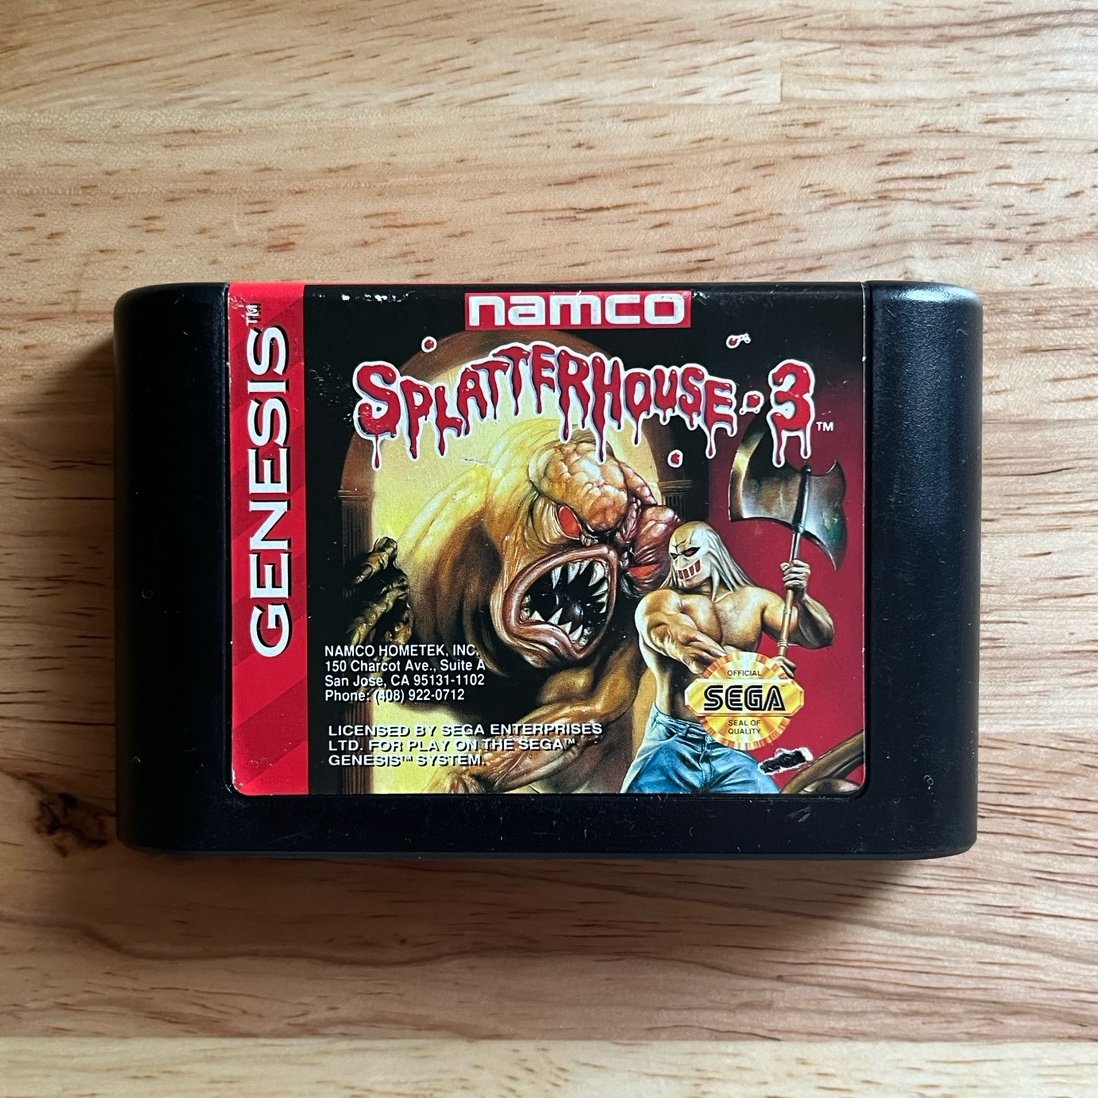 GENESIS™
namco
SPLATTERHOUSE·3™
NAMCO HOMETEK, INC.
150 Charcot Ave., Suite A
San Jose, CA 95131-1102
Phone: (408) 922-0712
LICENSED BY SEGA ENTERPRISES
LTD. FOR PLAY ON THE SEGA™
GENESIS™ SYSTEM.
OFFICIAL
SEGA
SEAL OF
QUALITY